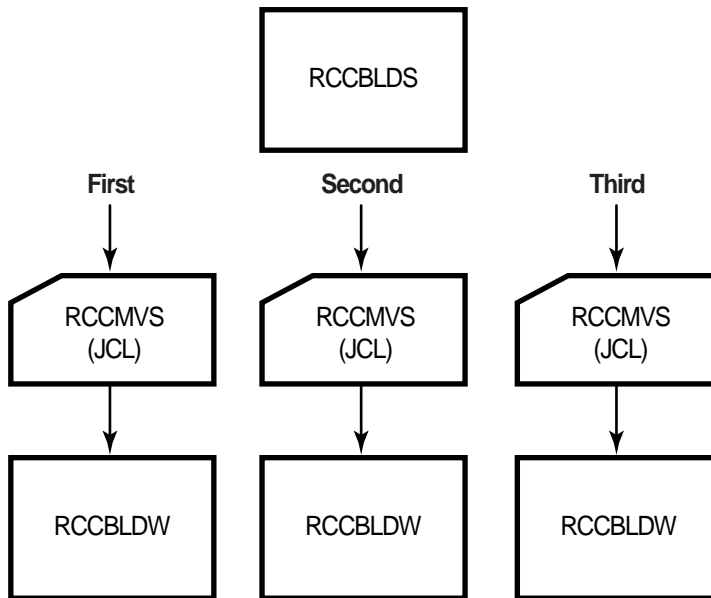 RCCBLDS
First Second Third
RCCMVS RCCMVS RCCMVS
(JCL) (JCL) (JCL)
RCCBLDW RCCBLDW RCCBLDW